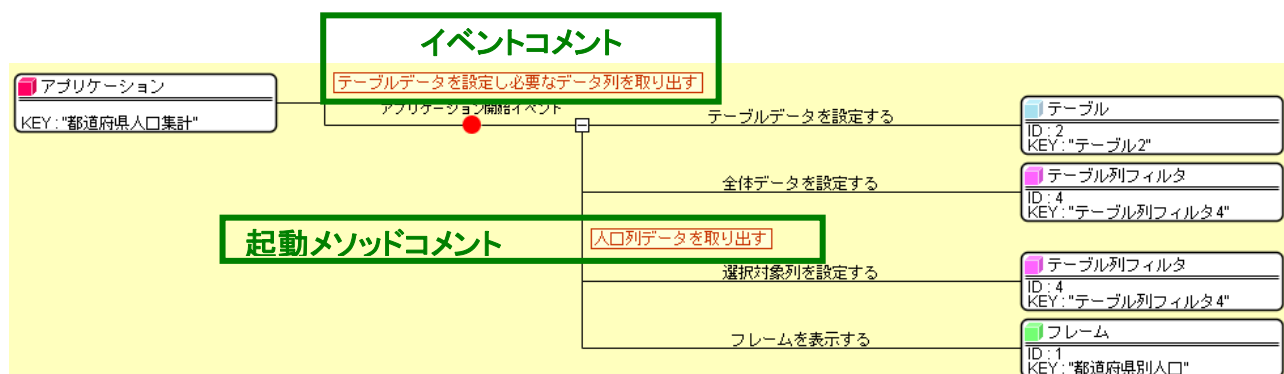 イベントコメント
アプリケーション
KEY:"都道府県人口集計"
テーブルデータを設定し必要なデータ列を取り出す
アプリケーション開始イベント
テーブルデータを設定する
テーブル
ID:2
KEY:"テーブル2"
全体データを設定する
テーブル列フィルタ
ID:4
KEY:"テーブル列フィルタ4"
起動メソッドコメント
人口列データを取り出す
選択対象列を設定する
テーブル列フィルタ
ID:4
KEY:"テーブル列フィルタ4"
フレームを表示する
フレーム
ID:1
KEY:"都道府県別人口"